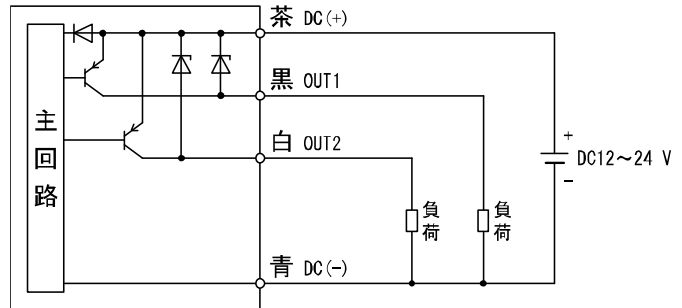 茶 DC(+)
黒 OUT1
主回路
白 OUT2
+
DC12～24 V
−
負荷
負荷
青 DC(−)